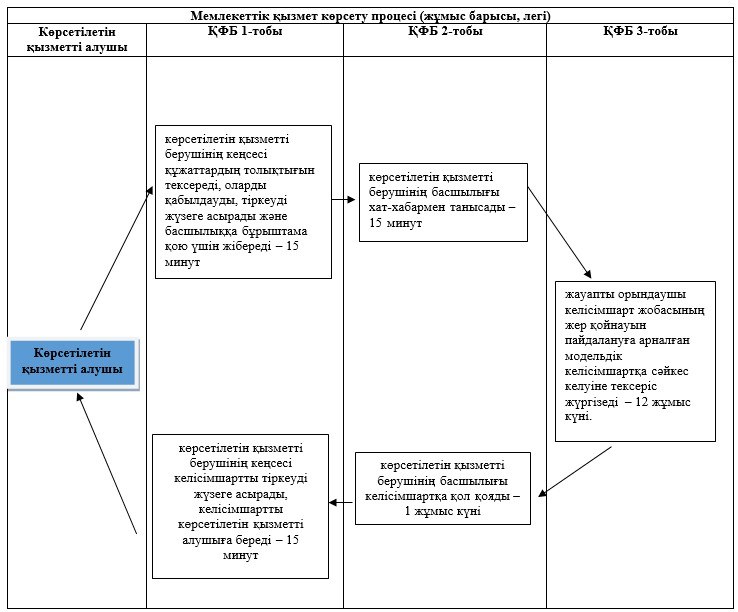 Мемлекеттік қызмет көрсету процесі (жұмыс барысы, легі)
Көрсетілетін
қызметті алушы
ҚФБ 1-тобы
ҚФБ 2-тобы
ҚФБ 3-тобы
көрсетілетін қызметті
берушінің кеңсесі
құжаттардың толықтығын
тексереді, оларды
қабылдауды, тіркеуді
жүзеге асырады және
басшылыққа бұрыштама
қою үшін жібереді – 15
минут
көрсетілетін қызметті
берушінің басшылығы
хат-хабармен танысады –
15 минут
жауапты орындаушы
келісімшарт жобасының
жер қойнауын
пайдалануға арналған
модельдік
келісімшартқа сәйкес
келуіне тексеріс
жүргізеді – 12 жұмыс
күні.
Көрсетілетін
қызметті алушы
көрсетілетін қызметті
берушінің кеңсесі
келісімшартты тіркеуді
жүзеге асырады,
келісімшартты
көрсетілетін қызметті
алушыға береді – 15
минут
көрсетілетін қызметті
берушінің басшылығы
келісімшартқа қол қояды –
1 жұмыс күні